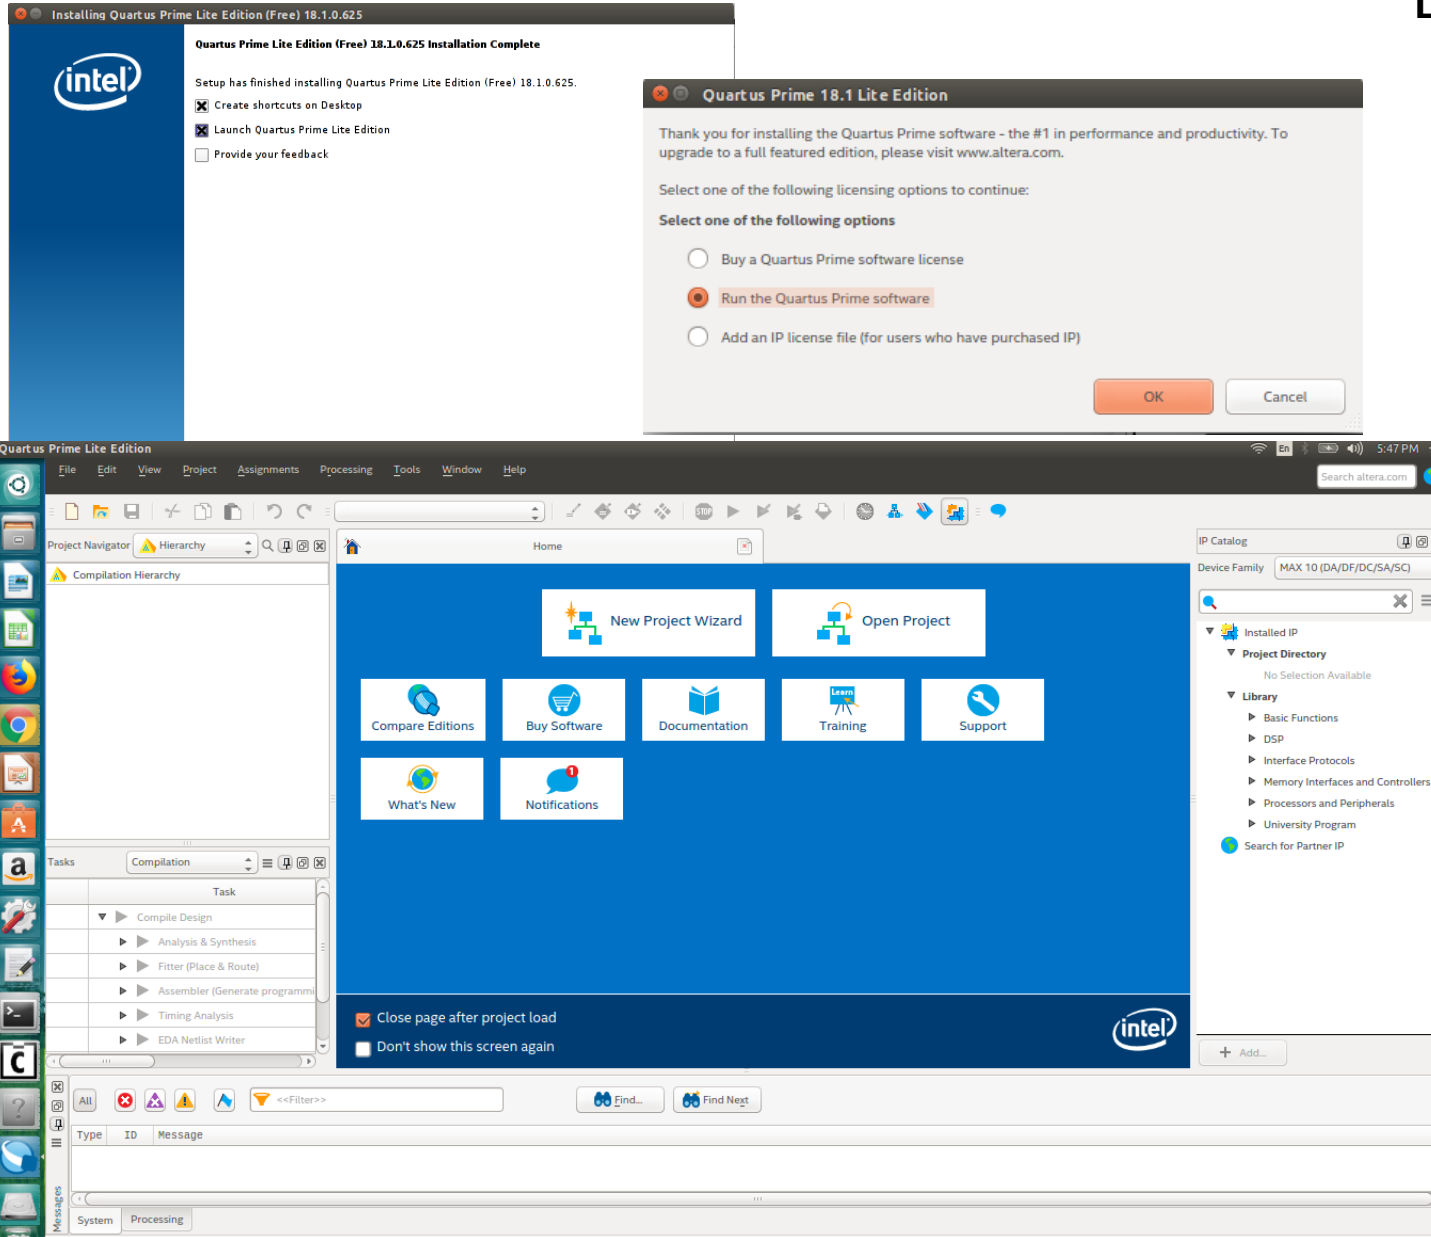 Installing Quartus Prime Lite Edition (Free) 18.1.0.625
Quartus Prime Lite Edition (Free) 18.1.0.625 Installation Complete
Setup has finished installing Quartus Prime Lite Edition (Free) 18.1.0.625.
Create shortcuts on Desktop
Launch Quartus Prime Lite Edition
Provide your feedback
intel
Quartus Prime 18.1 Lite Edition
Thank you for installing the Quartus Prime software - the #1 in performance and productivity. To
upgrade to a full featured edition, please visit www.altera.com.
Select one of the following licensing options to continue:
Select one of the following options
Buy a Quartus Prime software license
Run the Quartus Prime software
Add an IP license file (for users who have purchased IP)
OK Cancel
Quartus Prime Lite Edition
En 5:47 PM
File Edit View Project Assignments Processing Tools Window Help
Search altera.com
STOP
Project Navigator Hierarchy
Compilation Hierarchy
Home
New Project Wizard
Open Project
Compare Editions
Buy Software
Documentation
Learn
Training
Support
What's New
1
Notifications
Close page after project load
Don't show this screen again
intel
IP Catalog
Device Family MAX 10 (DA/DF/DC/SA/SC)
Installed IP
Project Directory
No Selection Available
Library
Basic Functions
DSP
Interface Protocols
Memory Interfaces and Controllers
Processors and Peripherals
University Program
Search for Partner IP
+ Add...
Tasks Compilation
Task
Compile Design
Analysis & Synthesis
Fitter (Place & Route)
Assembler (Generate programmi
Timing Analysis
EDA Netlist Writer
All <<Filter>> Find... Find Next
Type ID Message
Messages
System Processing